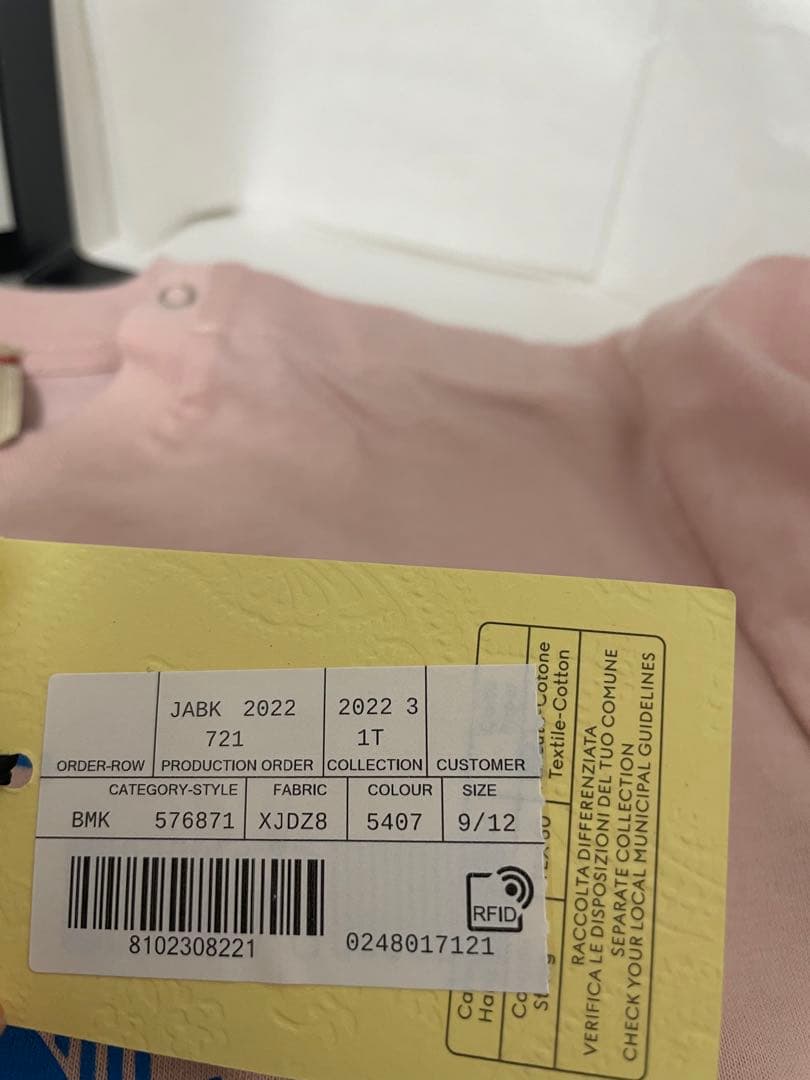 JABK 2022
721
2022 3
1T
ORDER-ROW
PRODUCTION ORDER
COLLECTION
CUSTOMER
CATEGORY-STYLE
FABRIC
COLOUR
SIZE
BMK 576871
XJDZ8
5407
9/12
RFID
8102308221
0248017121
Textile-Cotton
RACCOLTA DIFFERENZIATA
VERIFICA LE DISPOSIZIONI DEL TUO COMUNE
SEPARATE COLLECTION
CHECK YOUR LOCAL MUNICIPAL GUIDELINES